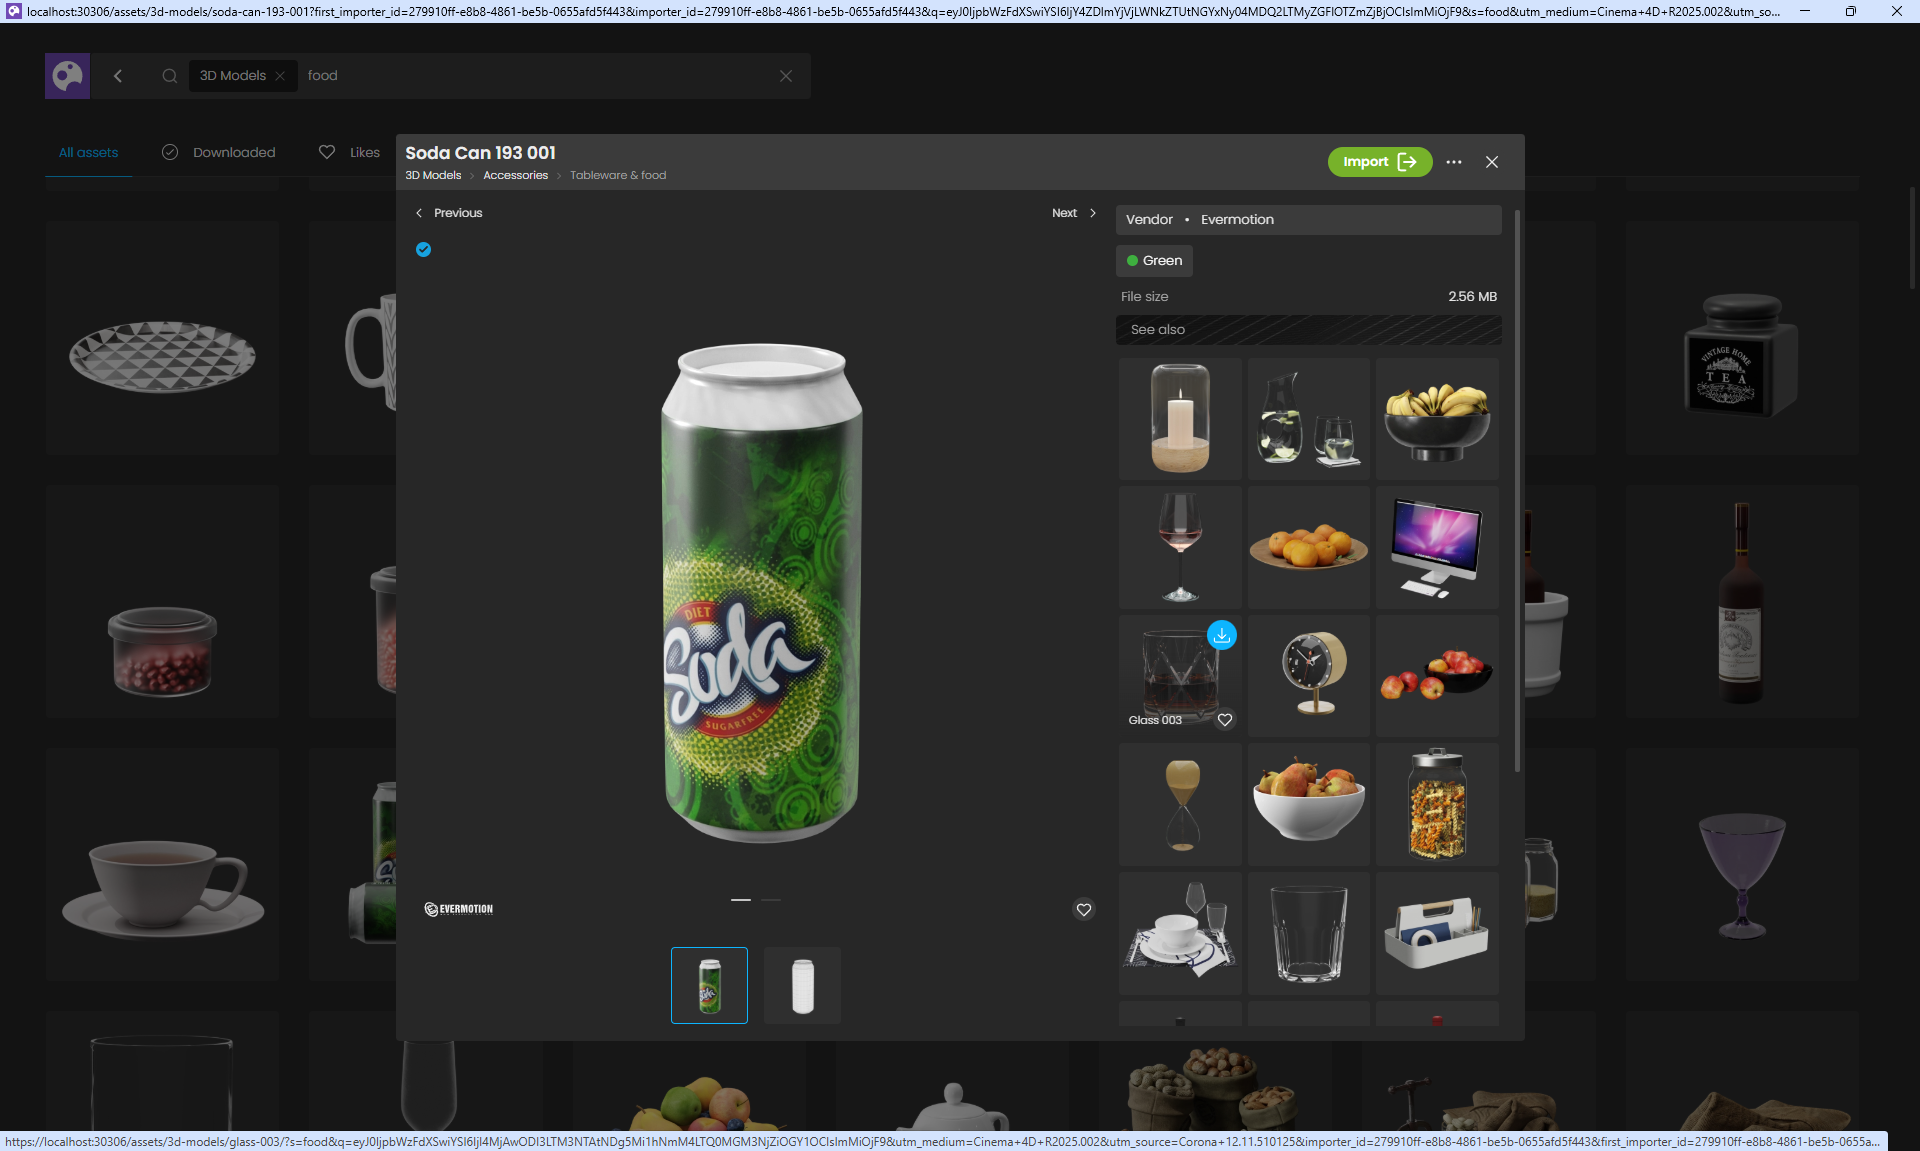 localhost:30306/assets/3d-models/soda-can-193-001?first_importer_id=279910ff-e8b8-4861-be5b-0655afd5f443&importer_id=279910ff-e8b8-4861-be5b-0655afd5f443&q=eyJ0IjpbWzFdXSwiYSI6IjY4ZDlmYjVjLWNkZTUtNGYxNy04MDQ2LTMyZGFlOTZmZjBjOCIsImMiOjF9&s=food&utm_medium=Cinema+4D+R2025.002&utm_so...
3D Models
food
All assets
Downloaded
Likes
Soda Can 193 001
3D Models > Accessories > Tableware & food
Import
Previous
Next
Vendor • Evermotion
Green
File size
2.56 MB
See also
VINTAGE HOME
TEA
DIET
Soda
SUGARFREE
Glass 003
EVERMOTION
https://localhost:30306/assets/3d-models/glass-003/?s=food&q=eyJ0IjpbWzFdXSwiYSI6IjI4MjAwODI3LTM3NTAtNDg5Mi1hNmM4LTQ0MGM3NjZiOGY1OCIsImMiOjF9&utm_medium=Cinema+4D+R2025.002&utm_source=Corona+12.11.510125&importer_id=279910ff-e8b8-4861-be5b-0655afd5f443&first_importer_id=279910ff-e8b8-4861-be5b-0655a...